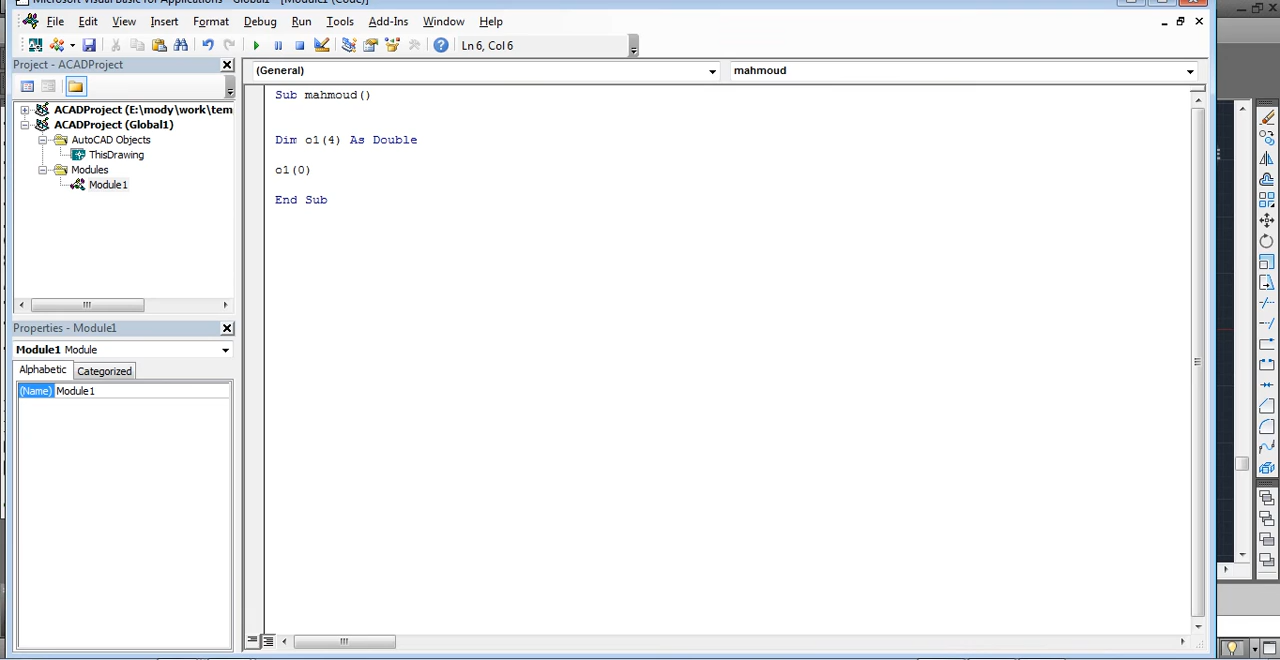 Microsoft Visual Basic for Applications - Global1 - [Module1 (Code)]
File Edit View Insert Format Debug Run Tools Add-Ins Window Help
Ln 6, Col 6
Project - ACADProject
(General) mahmoud
ACADProject (E:\mody\work\tem
ACADProject (Global1)
AutoCAD Objects
ThisDrawing
Modules
Module1
Sub mahmoud()
Dim c1(4) As Double
c1(0)
End Sub
Properties - Module1
Module1 Module
Alphabetic Categorized
(Name) Module1